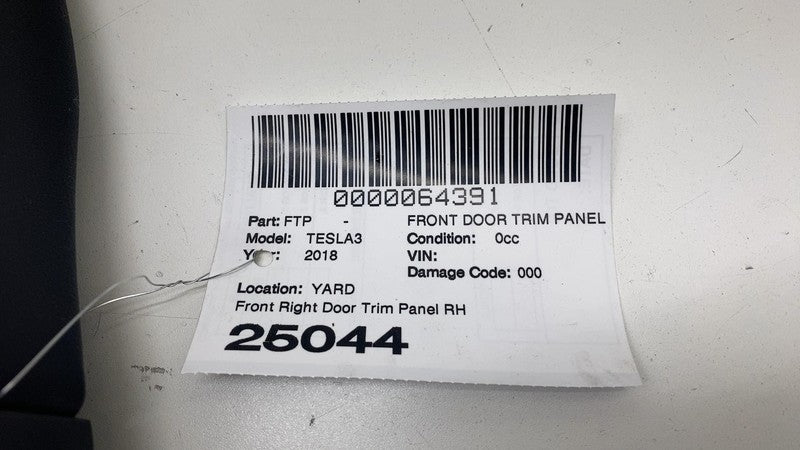 0000064391
Part: FTP - FRONT DOOR TRIM PANEL
Model: TESLA3 Condition: 0cc
Year: 2018 VIN:
Damage Code: 000
Location: YARD
Front Right Door Trim Panel RH
25044